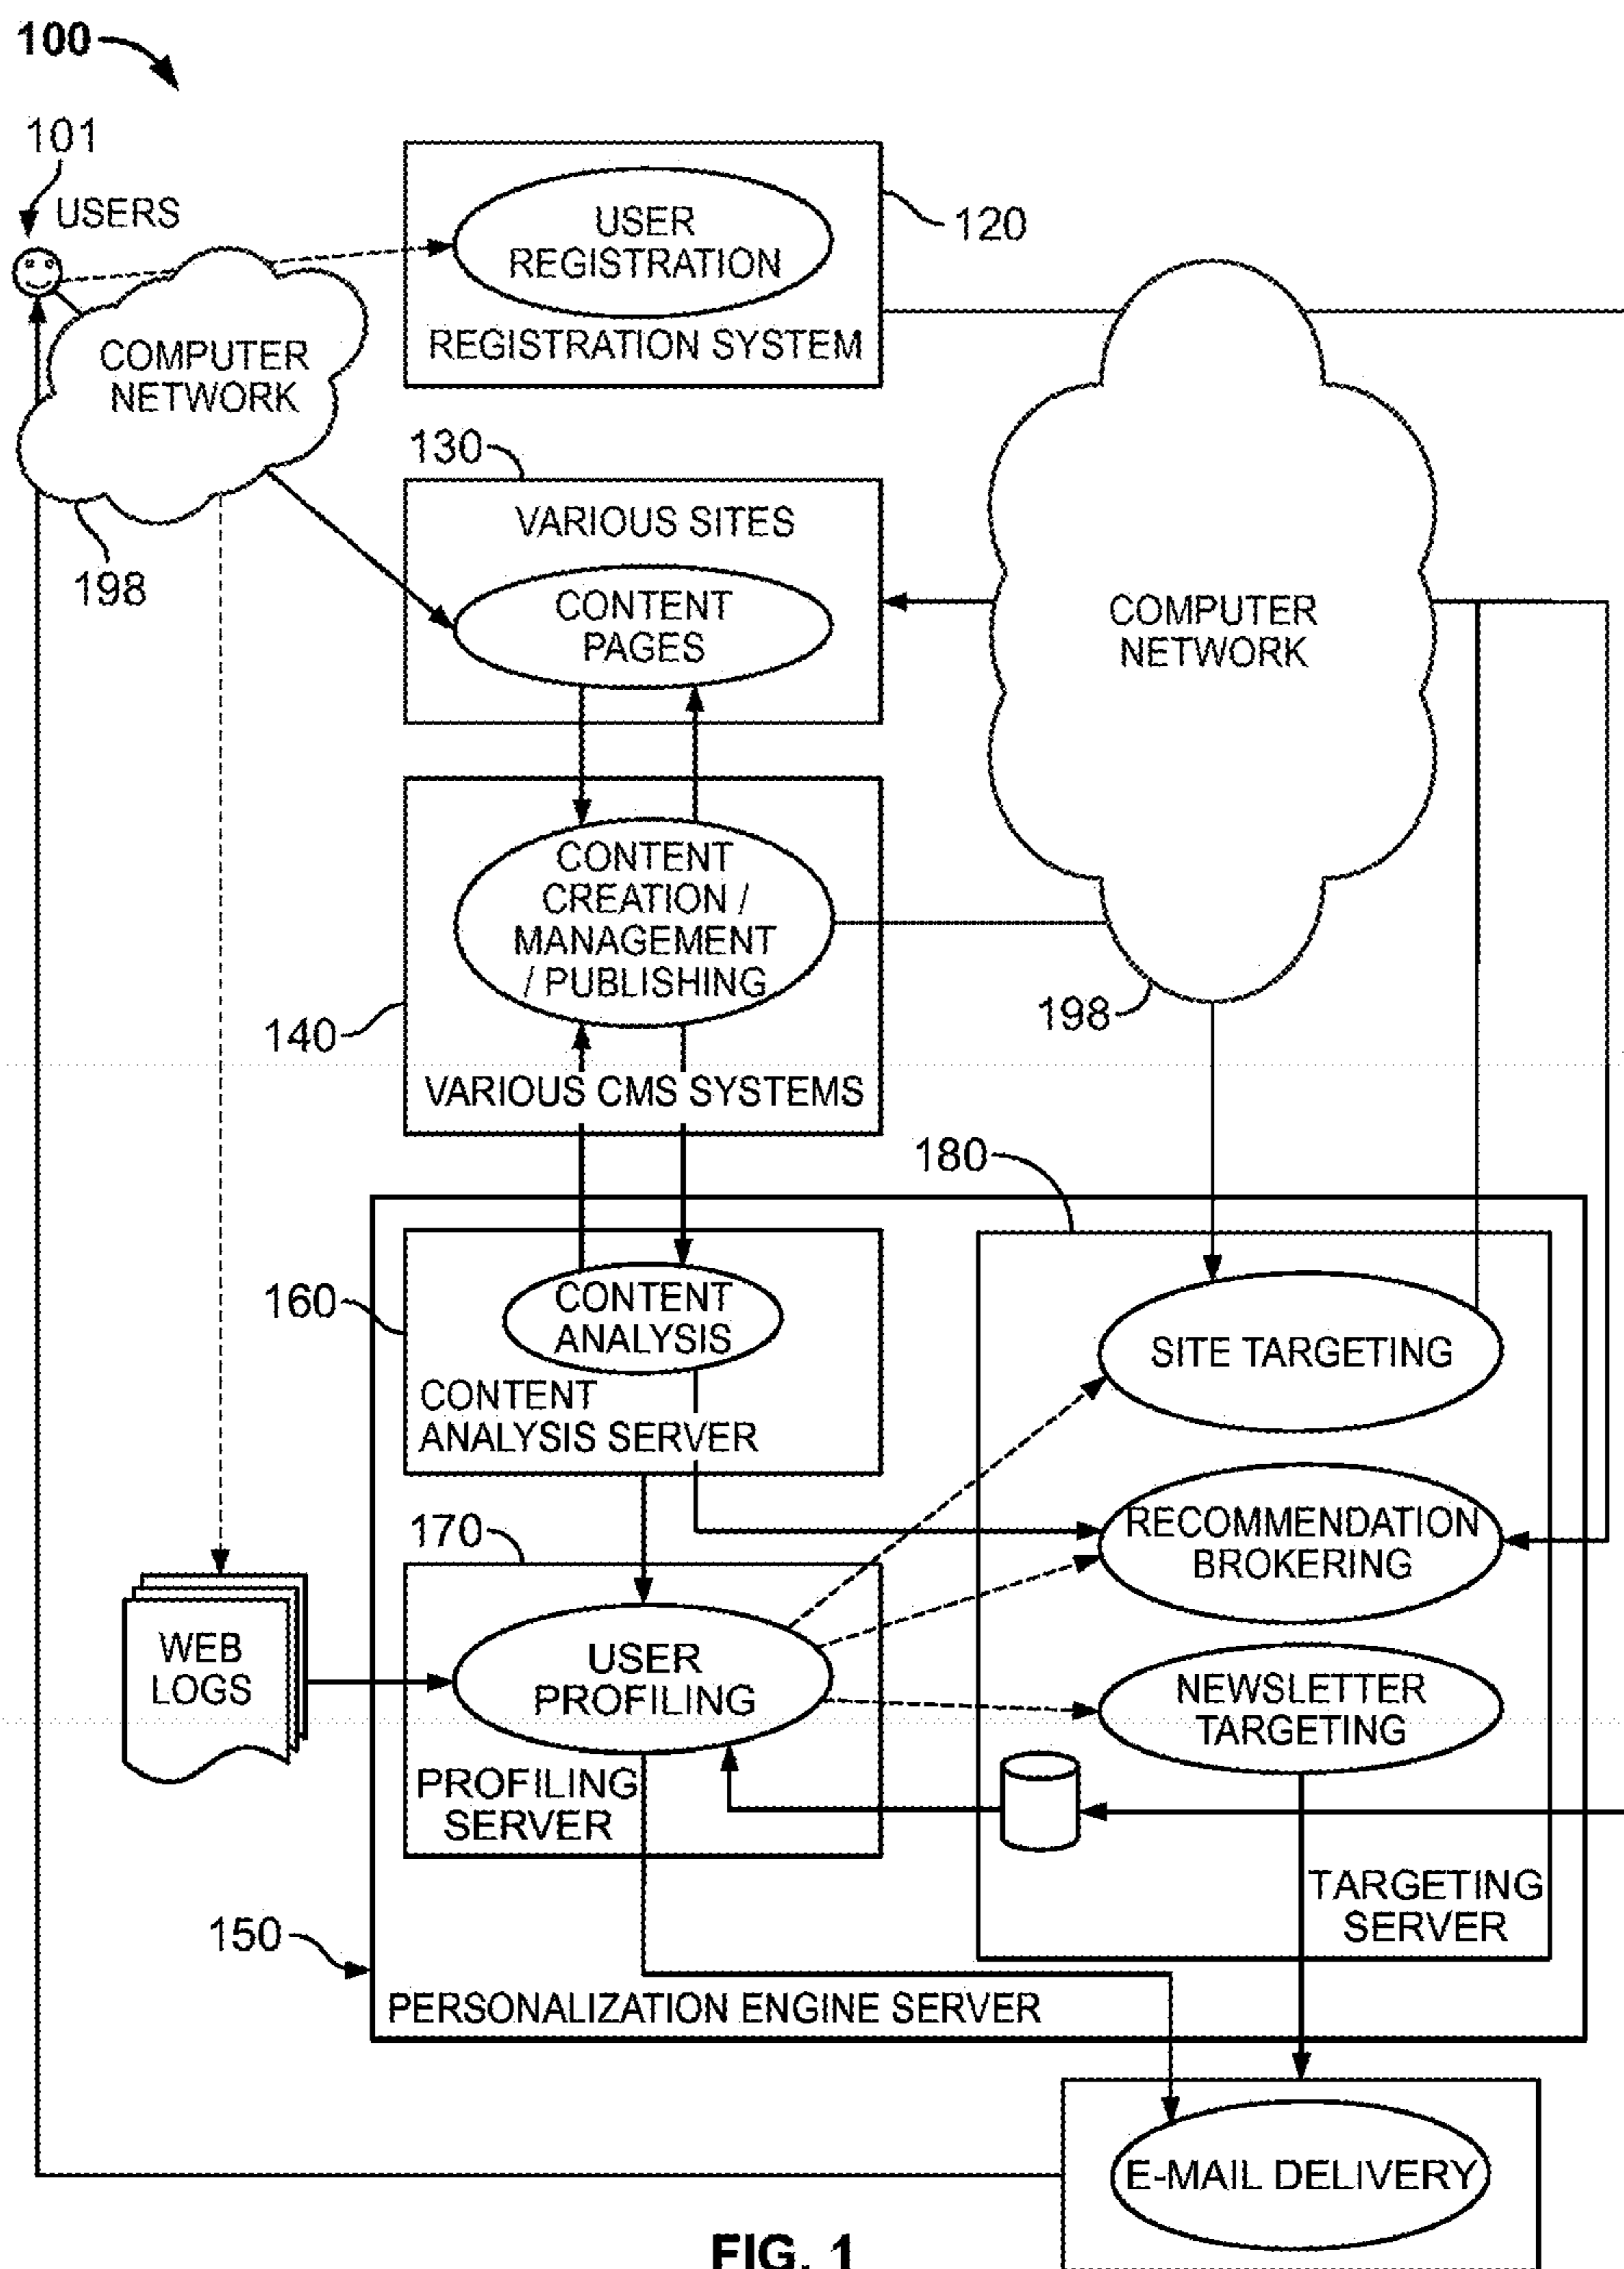 100
101
USERS
USER
REGISTRATION
REGISTRATION SYSTEM
120
COMPUTER
NETWORK
198
130
VARIOUS SITES
CONTENT
PAGES
COMPUTER
NETWORK
198
CONTENT
CREATION /
MANAGEMENT
/ PUBLISHING
140
VARIOUS CMS SYSTEMS
180
160
CONTENT
ANALYSIS
CONTENT
ANALYSIS SERVER
SITE TARGETING
170
RECOMMENDATION
BROKERING
WEB
LOGS
USER
PROFILING
NEWSLETTER
TARGETING
PROFILING
SERVER
TARGETING
SERVER
150
PERSONALIZATION ENGINE SERVER
E-MAIL DELIVERY
FIG. 1